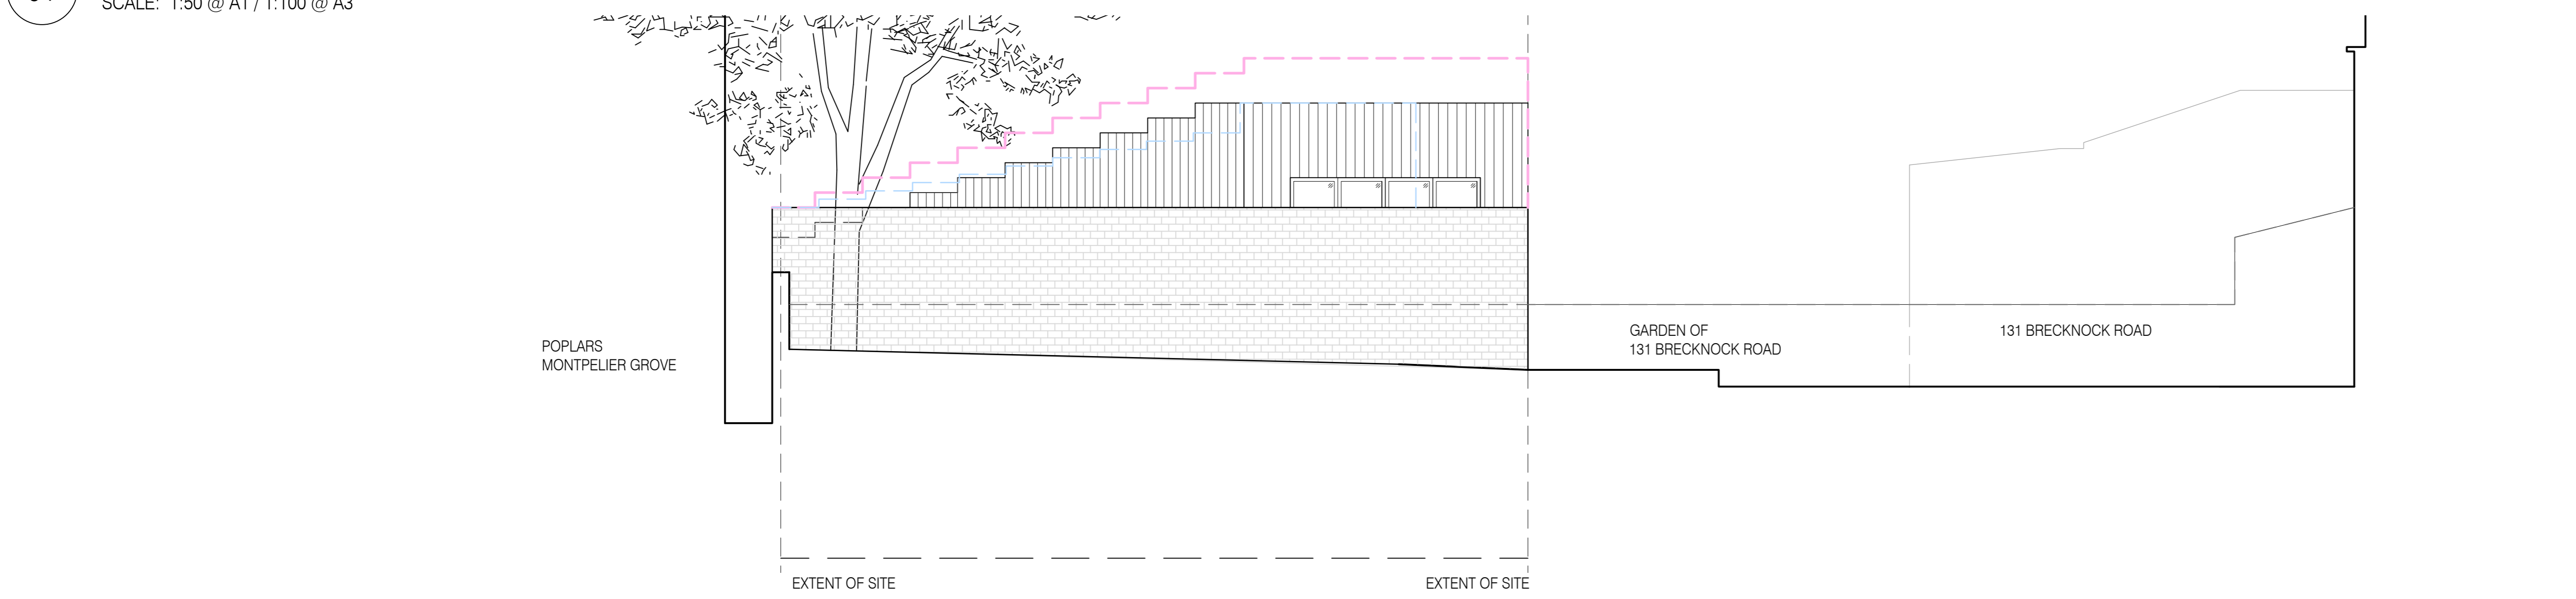 SCALE: 1:50 @ A1 / 1:100 @ A3
POPLARS
MONTPELIER GROVE
GARDEN OF
131 BRECKNOCK ROAD
131 BRECKNOCK ROAD
EXTENT OF SITE
EXTENT OF SITE